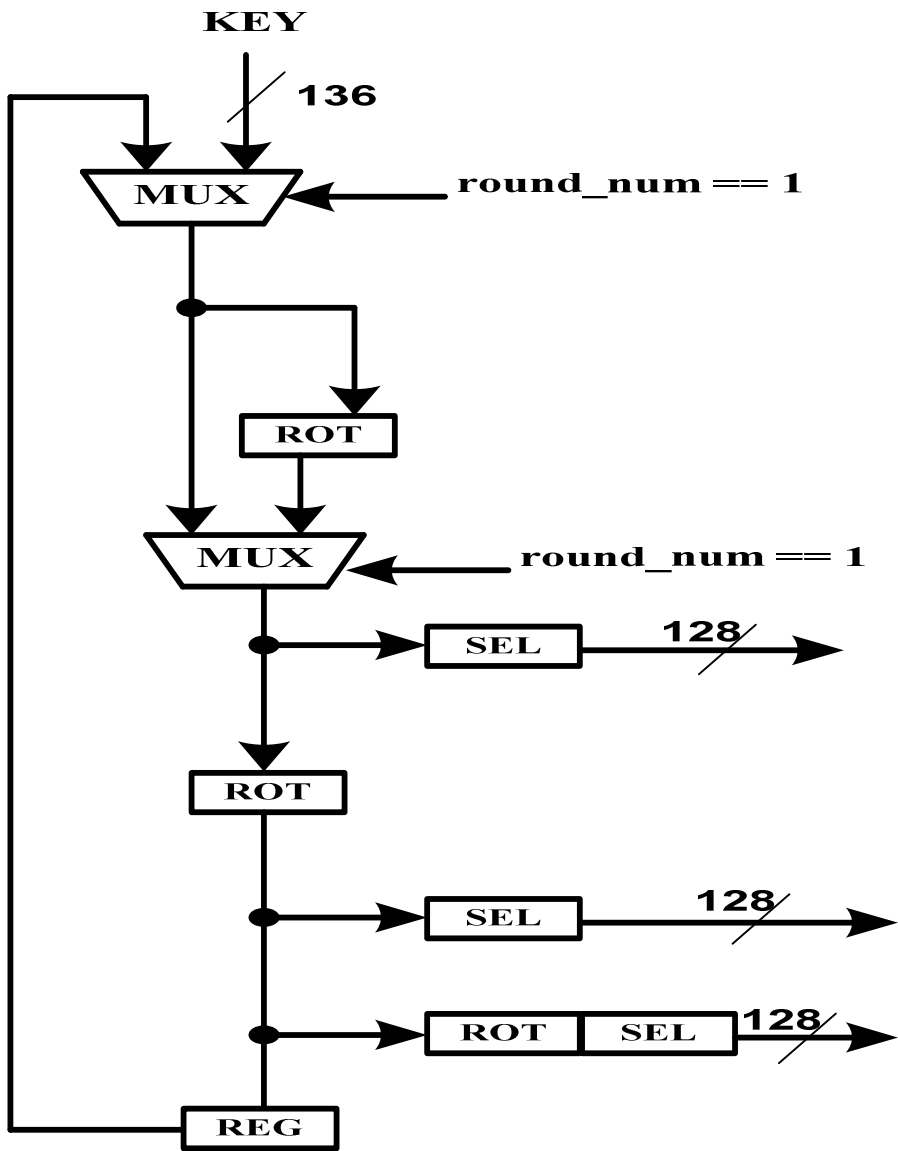 KEY
136
MUX
round_num == 1
ROT
MUX
round_num == 1
SEL
128
ROT
SEL
128
ROT
SEL
128
REG